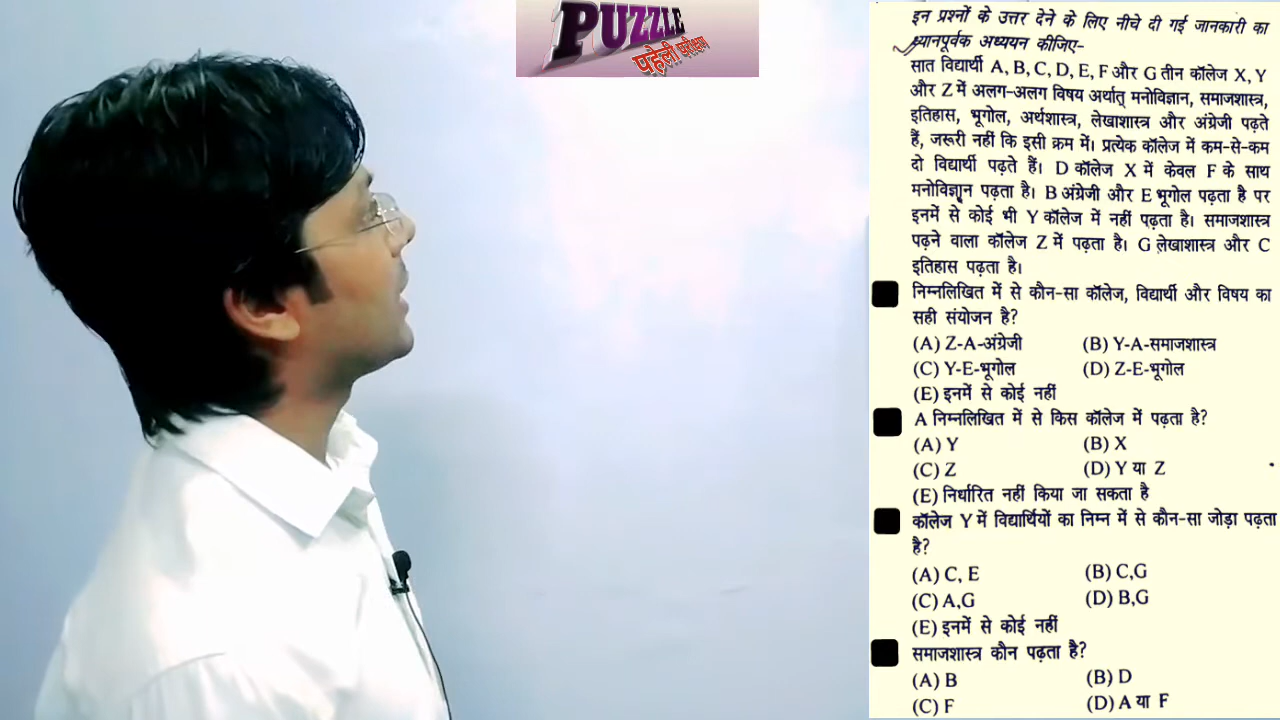 PUZZLE
पहेली परीक्षण
इन प्रश्नों के उत्तर देने के लिए नीचे दी गई जानकारी का
ध्यानपूर्वक अध्ययन कीजिए-
सात विद्यार्थी A, B, C, D, E, F और G तीन कॉलेज X, Y
और Z में अलग-अलग विषय अर्थात् मनोविज्ञान, समाजशास्त्र,
इतिहास, भूगोल, अर्थशास्त्र, लेखाशास्त्र और अंग्रेजी पढ़ते
हैं, जरूरी नहीं कि इसी क्रम में। प्रत्येक कॉलेज में कम-से-कम
दो विद्यार्थी पढ़ते हैं। D कॉलेज X में केवल F के साथ
मनोविज्ञान पढ़ता है। B अंग्रेजी और E भूगोल पढ़ता है पर
इनमें से कोई भी Y कॉलेज में नहीं पढ़ता है। समाजशास्त्र
पढ़ने वाला कॉलेज Z में पढ़ता है। G लेखाशास्त्र और C
इतिहास पढ़ता है।
निम्नलिखित में से कौन-सा कॉलेज, विद्यार्थी और विषय का
सही संयोजन है?
(A) Z-A-अंग्रेजी (B) Y-A-समाजशास्त्र
(C) Y-E-भूगोल (D) Z-E-भूगोल
(E) इनमें से कोई नहीं
A निम्नलिखित में से किस कॉलेज में पढ़ता है?
(A) Y (B) X
(C) Z (D) Y या Z
(E) निर्धारित नहीं किया जा सकता है
कॉलेज Y में विद्यार्थियों का निम्न में से कौन-सा जोड़ा पढ़ता
है?
(A) C, E (B) C,G
(C) A,G (D) B,G
(E) इनमें से कोई नहीं
समाजशास्त्र कौन पढ़ता है?
(A) B (B) D
(C) F (D) A या F